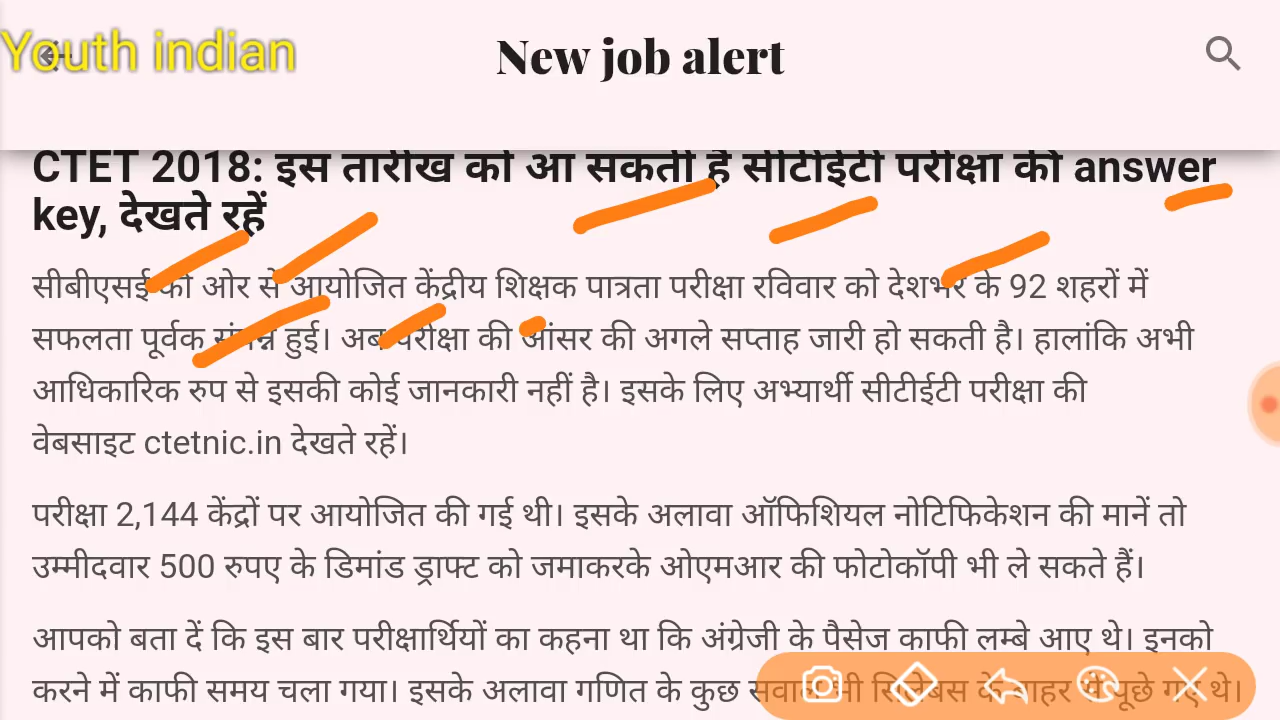 Youth indian
New job alert
CTET 2018: इस तारीख को आ सकती है सीटीईटी परीक्षा की answer
key, देखते रहें
सीबीएसई की ओर से आयोजित केंद्रीय शिक्षक पात्रता परीक्षा रविवार को देशभर के 92 शहरों में
सफलता पूर्वक संपन्न हुई। अब परीक्षा की आंसर की अगले सप्ताह जारी हो सकती है। हालांकि अभी
आधिकारिक रुप से इसकी कोई जानकारी नहीं है। इसके लिए अभ्यार्थी सीटीईटी परीक्षा की
वेबसाइट ctetnic.in देखते रहें।
परीक्षा 2,144 केंद्रों पर आयोजित की गई थी। इसके अलावा ऑफिशियल नोटिफिकेशन की मानें तो
उम्मीदवार 500 रुपए के डिमांड ड्राफ्ट को जमाकरके ओएमआर की फोटोकॉपी भी ले सकते हैं।
आपको बता दें कि इस बार परीक्षार्थियों का कहना था कि अंग्रेजी के पैसेज काफी लम्बे आए थे। इनको
करने में काफी समय चला गया। इसके अलावा गणित के कुछ सवाल भी सिलेबस के बाहर से पूछे गए थे।